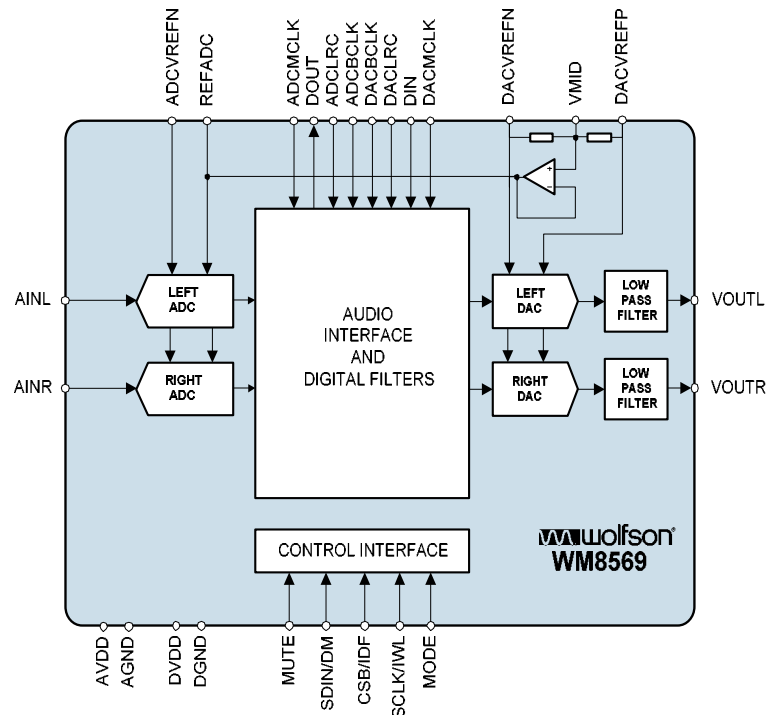 ADCVREFN
REFADC
ADCMCLK
DOUT
ADCLRC
ADCBCLK
DACBCLK
DACLRC
DIN
DACMCLK
DACVREFN
VMID
DACVREFP
+
−
AINL
LEFT
ADC
AUDIO
INTERFACE
AND
DIGITAL FILTERS
LEFT
DAC
LOW
PASS
FILTER
VOUTL
AINR
RIGHT
ADC
RIGHT
DAC
LOW
PASS
FILTER
VOUTR
CONTROL INTERFACE
wolfson®
WM8569
AVDD
AGND
DVDD
DGND
MUTE
SDIN/DM
CSB/IDF
SCLK/IWL
MODE